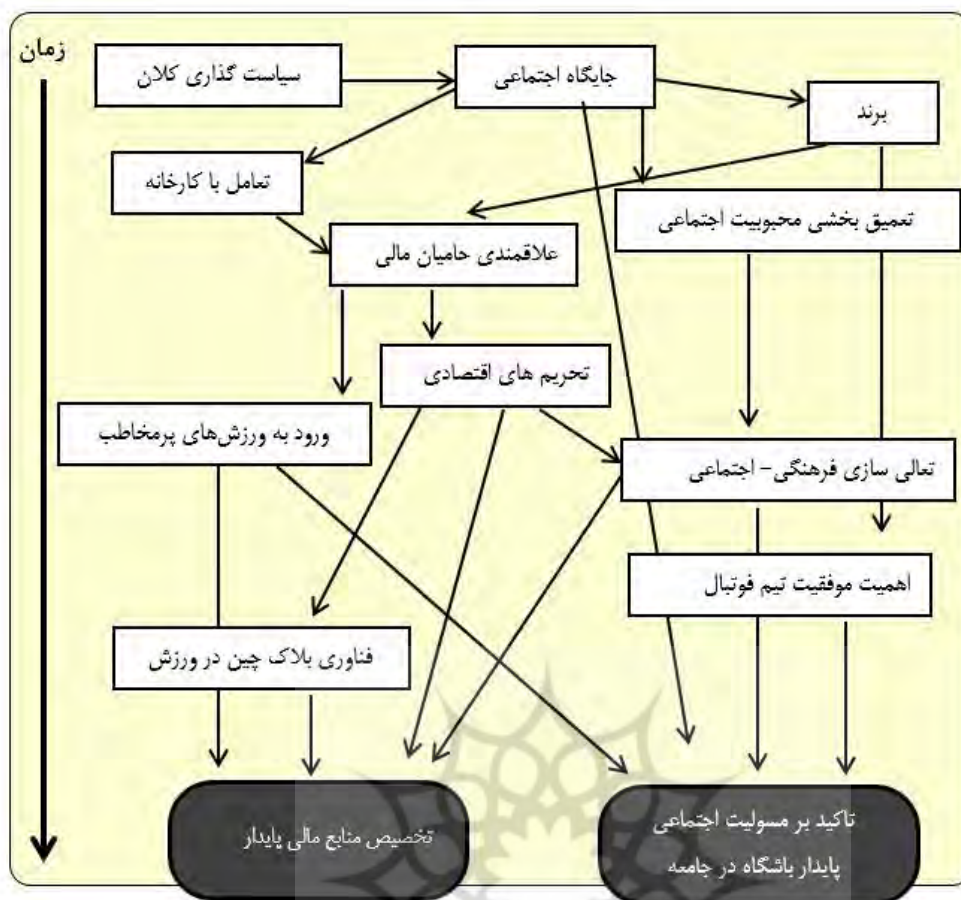 زمان
سیاست گذاری کلان
جایگاه اجتماعی
برند
تعامل با کارخانه
تعمیق بخشی محبوبیت اجتماعی
علاقمندی حامیان مالی
تحریم های اقتصادی
ورود به ورزش‌های پرمخاطب
تعالی سازی فرهنگی- اجتماعی
اهمیت موفقیت تیم فوتبال
فناوری بلاک چین در ورزش
تاکید بر مسولیت اجتماعی
پایدار باشگاه در جامعه
تخصیص منابع مالی پایدار